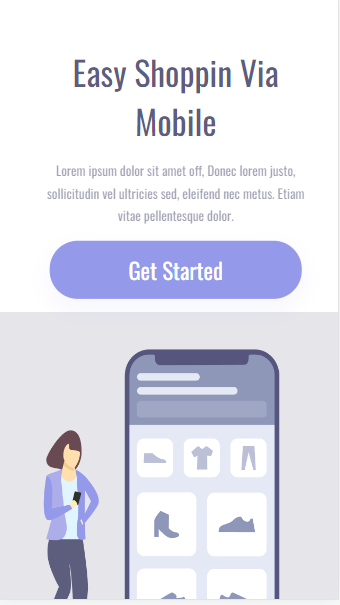 Easy Shoppin Via
Mobile
Lorem ipsum dolor sit amet off, Donec lorem justo,
sollicitudin vel ultricies sed, eleifend nec metus. Etiam
vitae pellentesque dolor.
Get Started